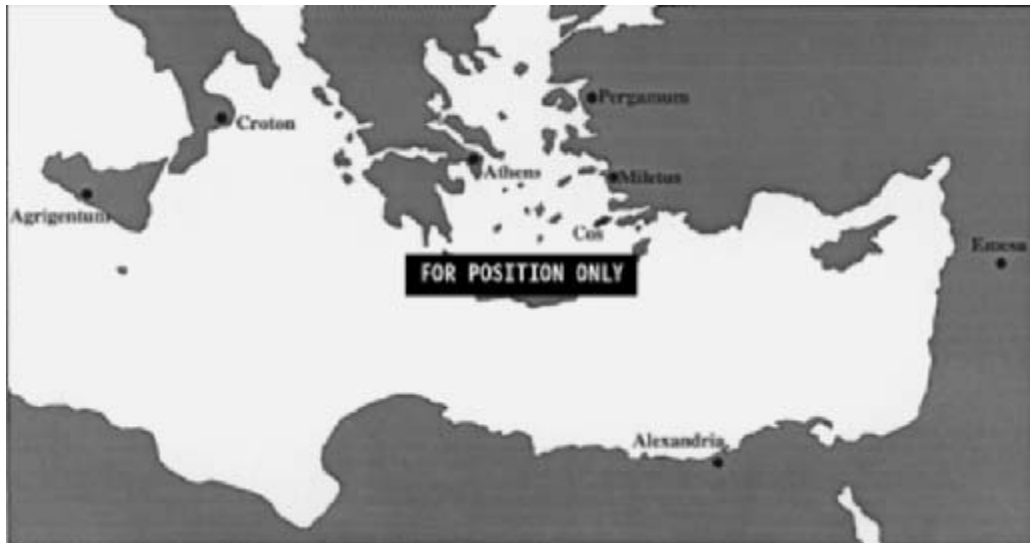 Pergamum
Croton
Athens
Miletus
Agrigentum
Cos
Emesa
FOR POSITION ONLY
Alexandria